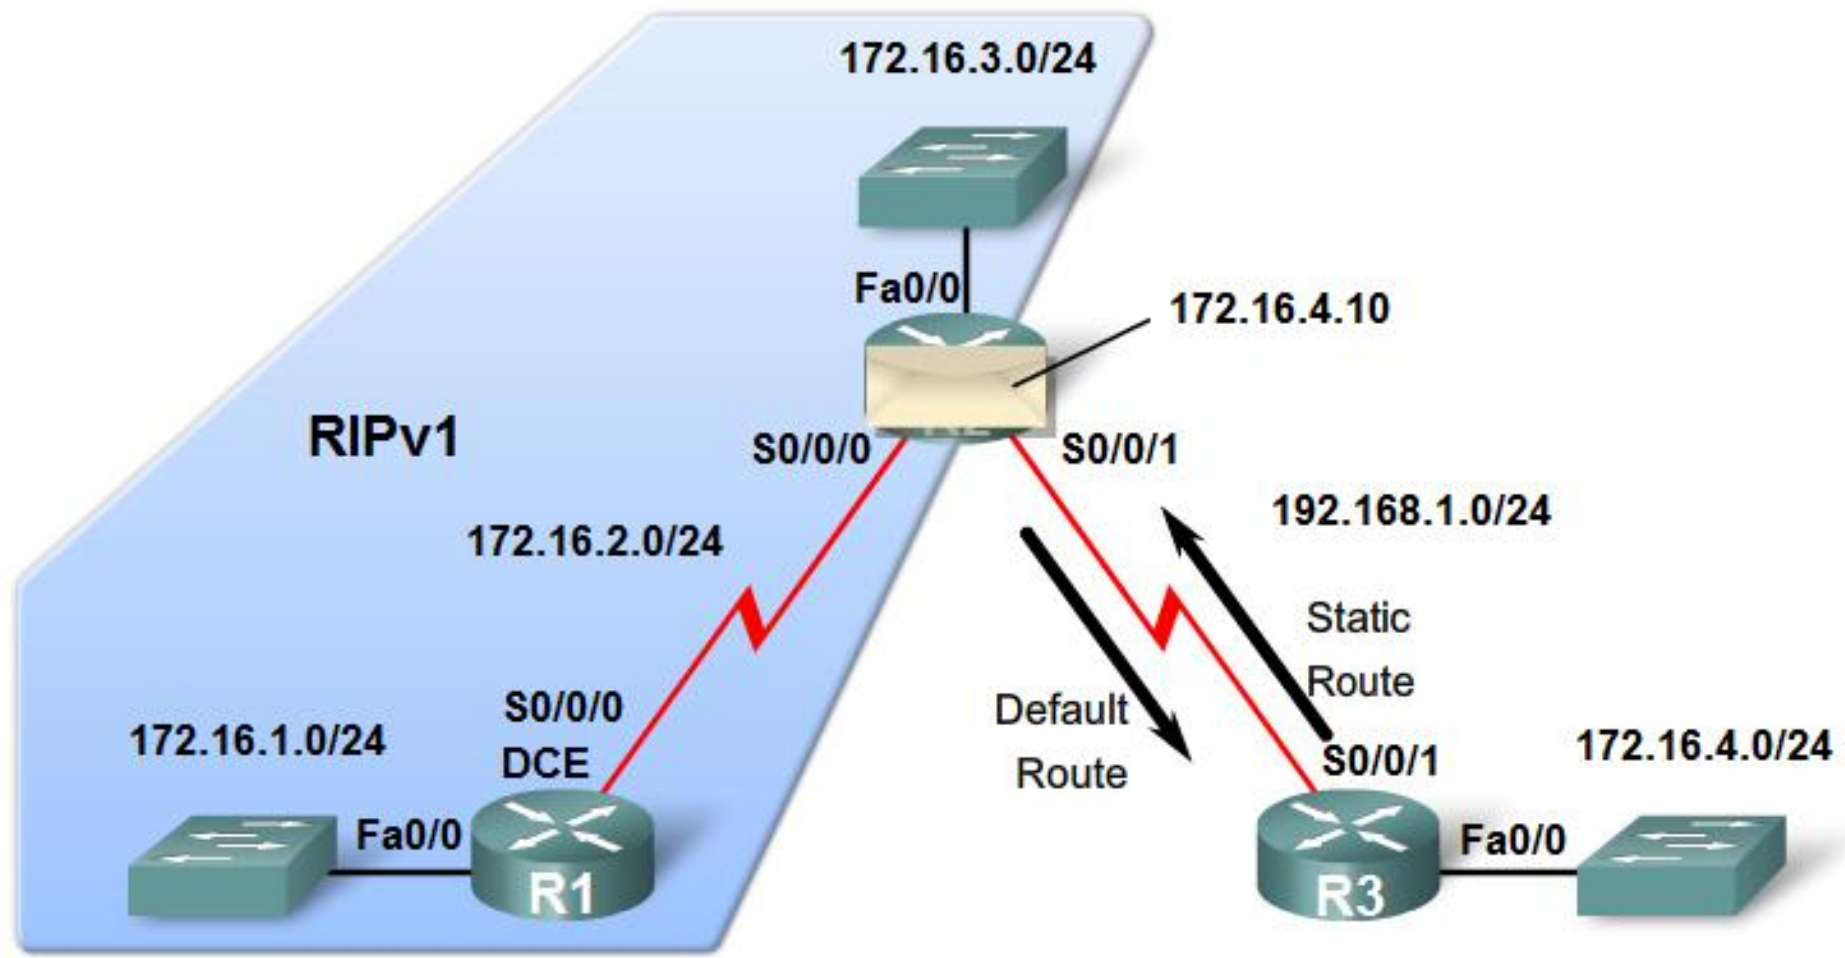 172.16.3.0/24
Fa0/0
172.16.4.10
RIPv1
S0/0/0
S0/0/1
192.168.1.0/24
172.16.2.0/24
Static
Route
S0/0/0
DCE
Default
Route
172.16.1.0/24
S0/0/1
172.16.4.0/24
Fa0/0
R1
Fa0/0
R3